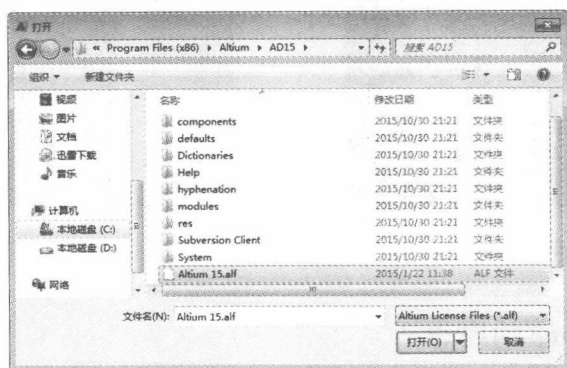 打开
« Program Files (x86) ▸ Altium ▸ AD15 ▸
搜索 AD15
组织 ▾ 新建文件夹
视频
图片
文档
迅雷下载
音乐
计算机
本地磁盘 (C:)
本地磁盘 (D:)
网络
名称 修改日期 类型
components 2015/10/30 21:21 文件夹
defaults 2015/10/30 21:21 文件夹
Dictionaries 2015/10/30 21:21 文件夹
Help 2015/10/30 21:21 文件夹
hyphenation 2015/10/30 21:21 文件夹
modules 2015/10/30 21:21 文件夹
res 2015/10/30 21:21 文件夹
Subversion Client 2015/10/30 21:21 文件夹
System 2015/10/30 21:21 文件夹
Altium 15.alf 2015/1/22 11:38 ALF 文件
文件名(N): Altium 15.alf
Altium License Files (*.alf)
打开(O) 取消